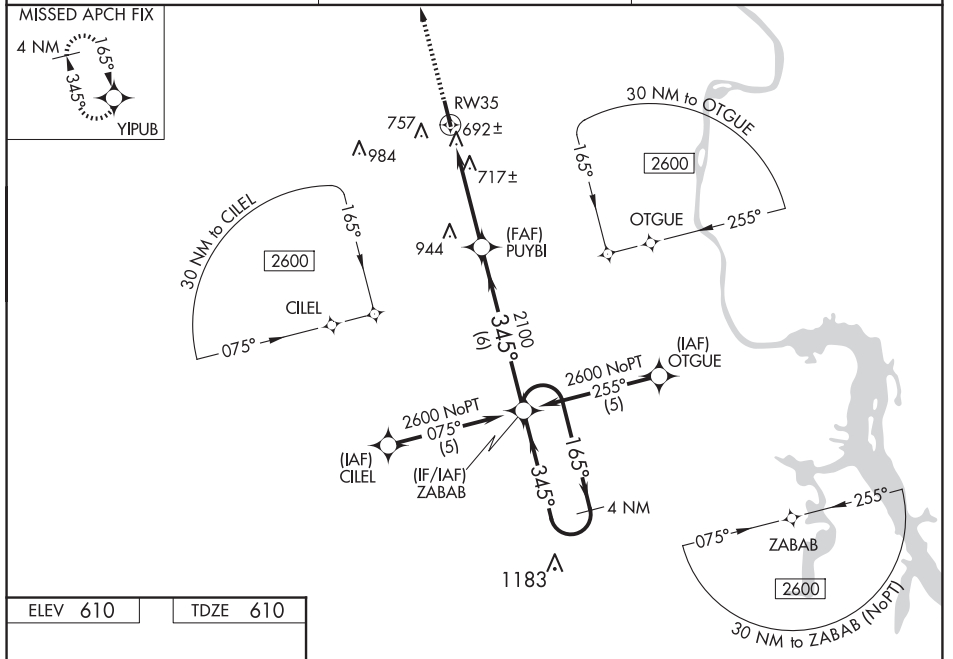 MISSED APCH FIX
4 NM
165°
345°
YIPUB
RW35
692±
757
984
717±
944
(FAF)
PUYBI
30 NM to OTGUE
165°
2600
OTGUE
255°
30 NM to CILEL
165°
2600
CILEL
075°
2100
345°
(6)
(IAF)
OTGUE
2600 NoPT
255°
(5)
2600 NoPT
075°
(5)
(IAF)
CILEL
(IF/IAF)
ZABAB
165°
345°
4 NM
1183
075°
255°
ZABAB
2600
30 NM to ZABAB (NoPT)
ELEV 610
TDZE 610